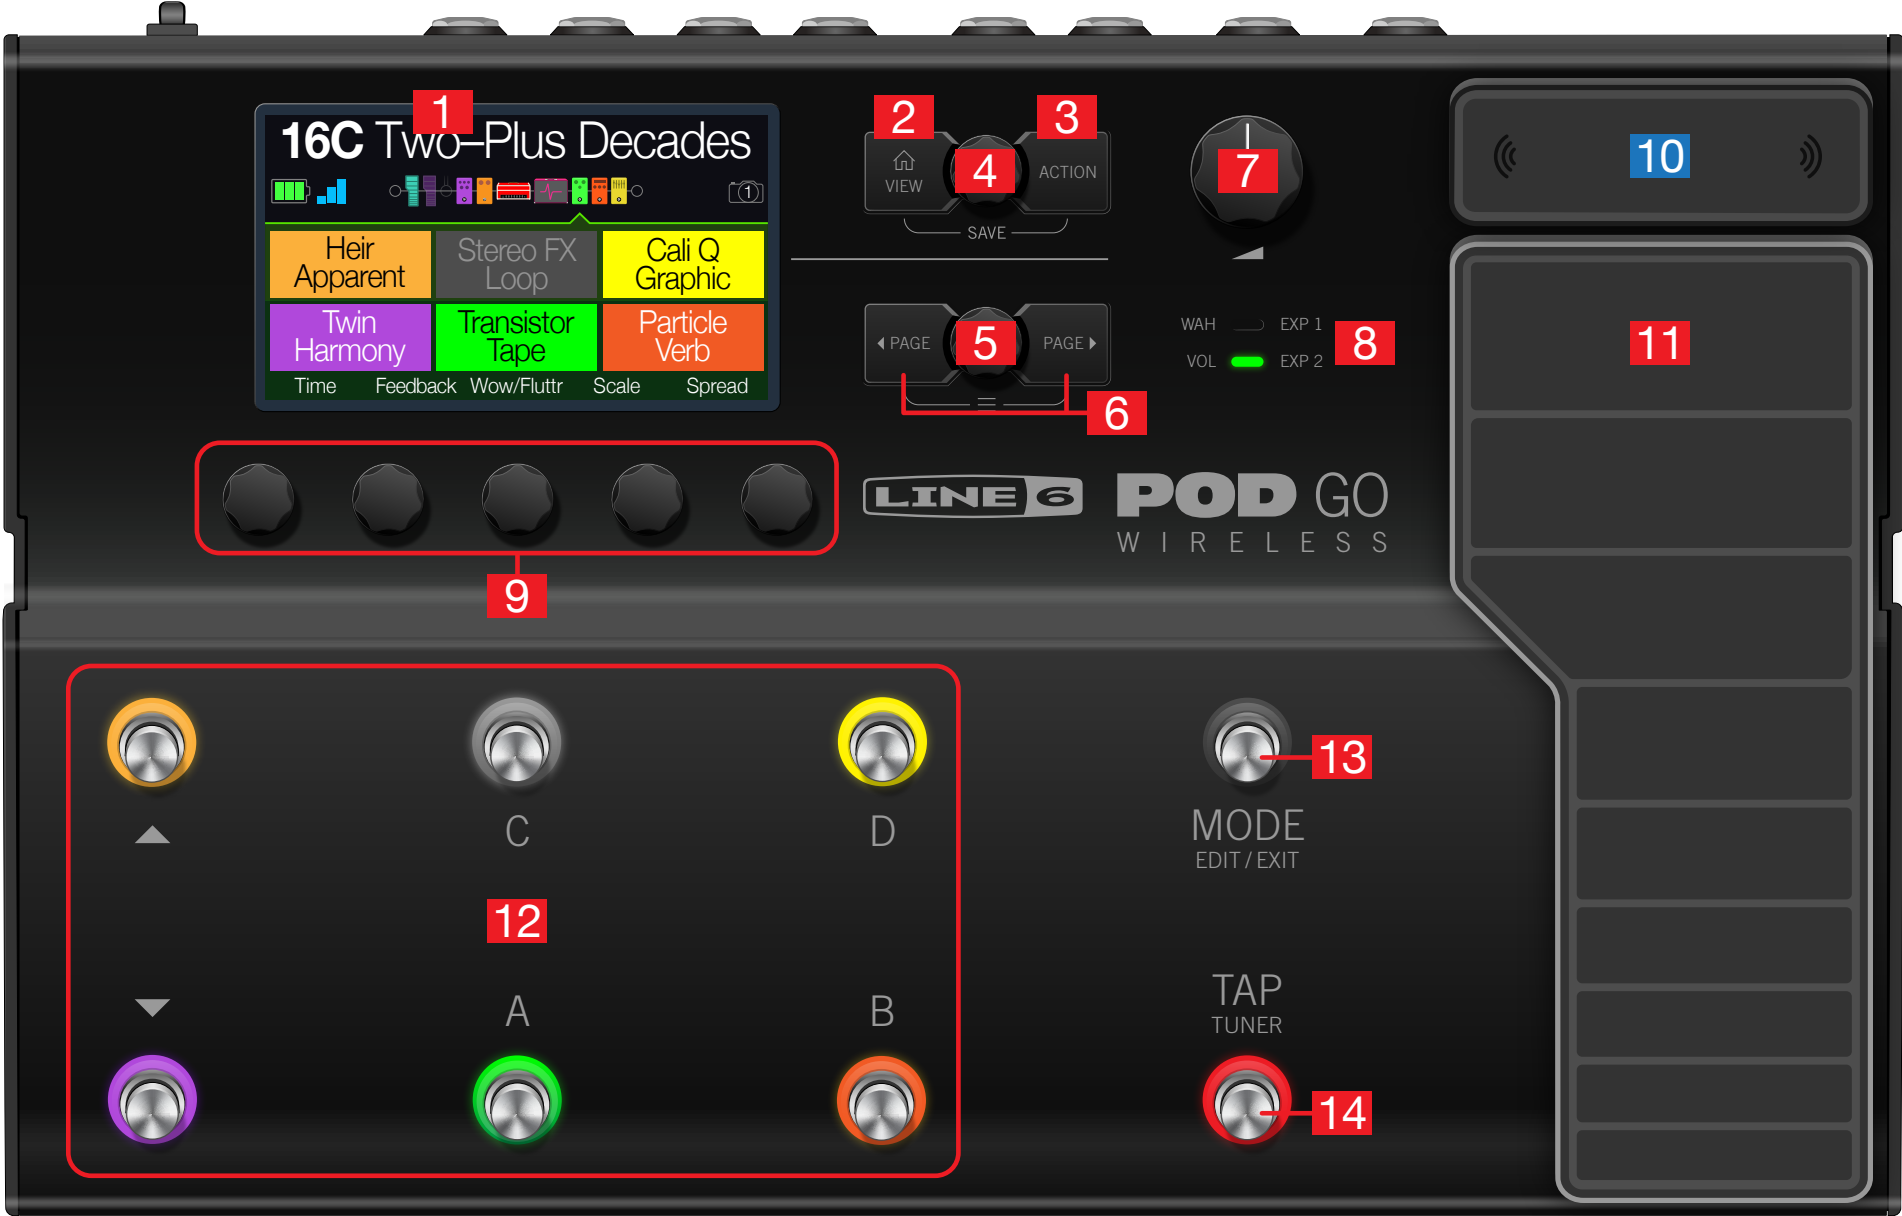 1
16C Two–Plus Decades
1
Heir Apparent
Stereo FX Loop
Cali Q Graphic
Twin Harmony
Transistor Tape
Particle Verb
Time Feedback Wow/Fluttr Scale Spread
2
3
VIEW
4
ACTION
SAVE
7
10
PAGE
5
PAGE
6
WAH EXP 1
VOL EXP 2
8
11
9
LINE 6
POD GO
WIRELESS
13
C
D
MODE
EDIT / EXIT
12
A
B
TAP
TUNER
14